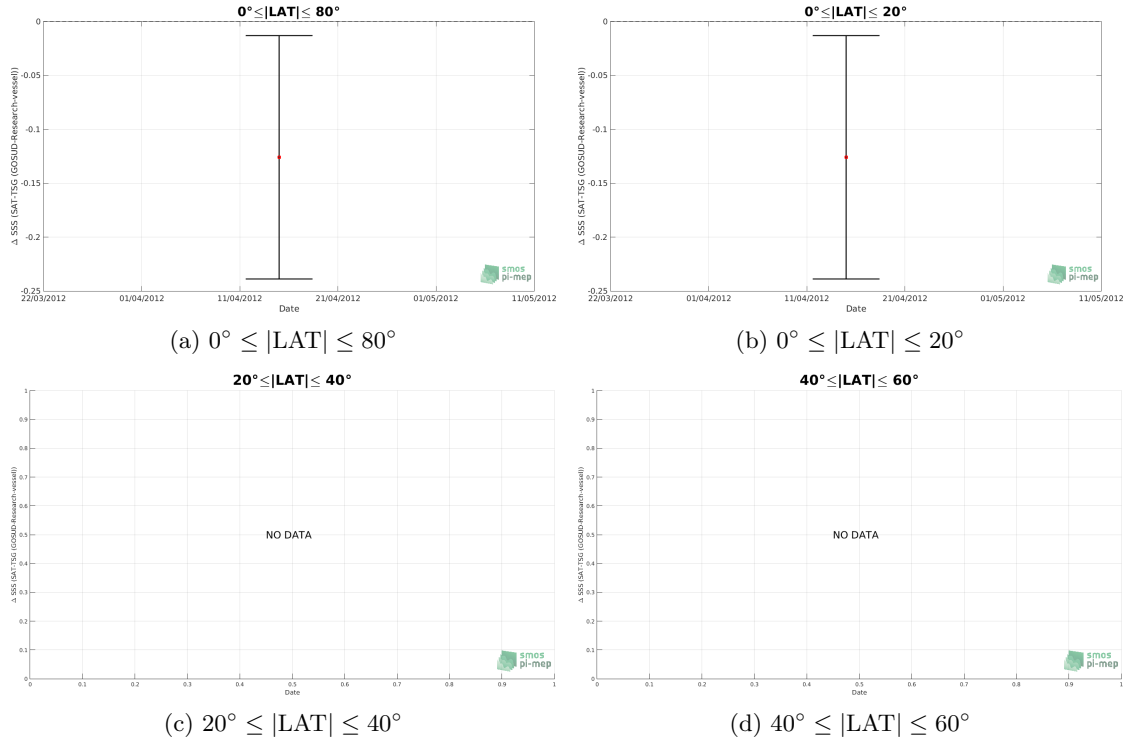 0°≤|LAT|≤ 80°
0
-0.05
-0.1
-0.15
-0.2
-0.25
Δ SSS (SAT-TSG (GOSUD-Research-vessel))
22/03/2012 01/04/2012 11/04/2012 21/04/2012 01/05/2012 11/05/2012
Date
smos
pi-mep
(a) 0° ≤ |LAT| ≤ 80°
0°≤|LAT|≤ 20°
0
-0.05
-0.1
-0.15
-0.2
-0.25
Δ SSS (SAT-TSG (GOSUD-Research-vessel))
22/03/2012 01/04/2012 11/04/2012 21/04/2012 01/05/2012 11/05/2012
Date
smos
pi-mep
(b) 0° ≤ |LAT| ≤ 20°
20°≤|LAT|≤ 40°
1
0.9
0.8
0.7
0.6
0.5
0.4
0.3
0.2
0.1
0
Δ SSS (SAT-TSG (GOSUD-Research-vessel))
NO DATA
0 0.1 0.2 0.3 0.4 0.5 0.6 0.7 0.8 0.9 1
Date
smos
pi-mep
(c) 20° ≤ |LAT| ≤ 40°
40°≤|LAT|≤ 60°
1
0.9
0.8
0.7
0.6
0.5
0.4
0.3
0.2
0.1
0
Δ SSS (SAT-TSG (GOSUD-Research-vessel))
NO DATA
0 0.1 0.2 0.3 0.4 0.5 0.6 0.7 0.8 0.9 1
Date
smos
pi-mep
(d) 40° ≤ |LAT| ≤ 60°